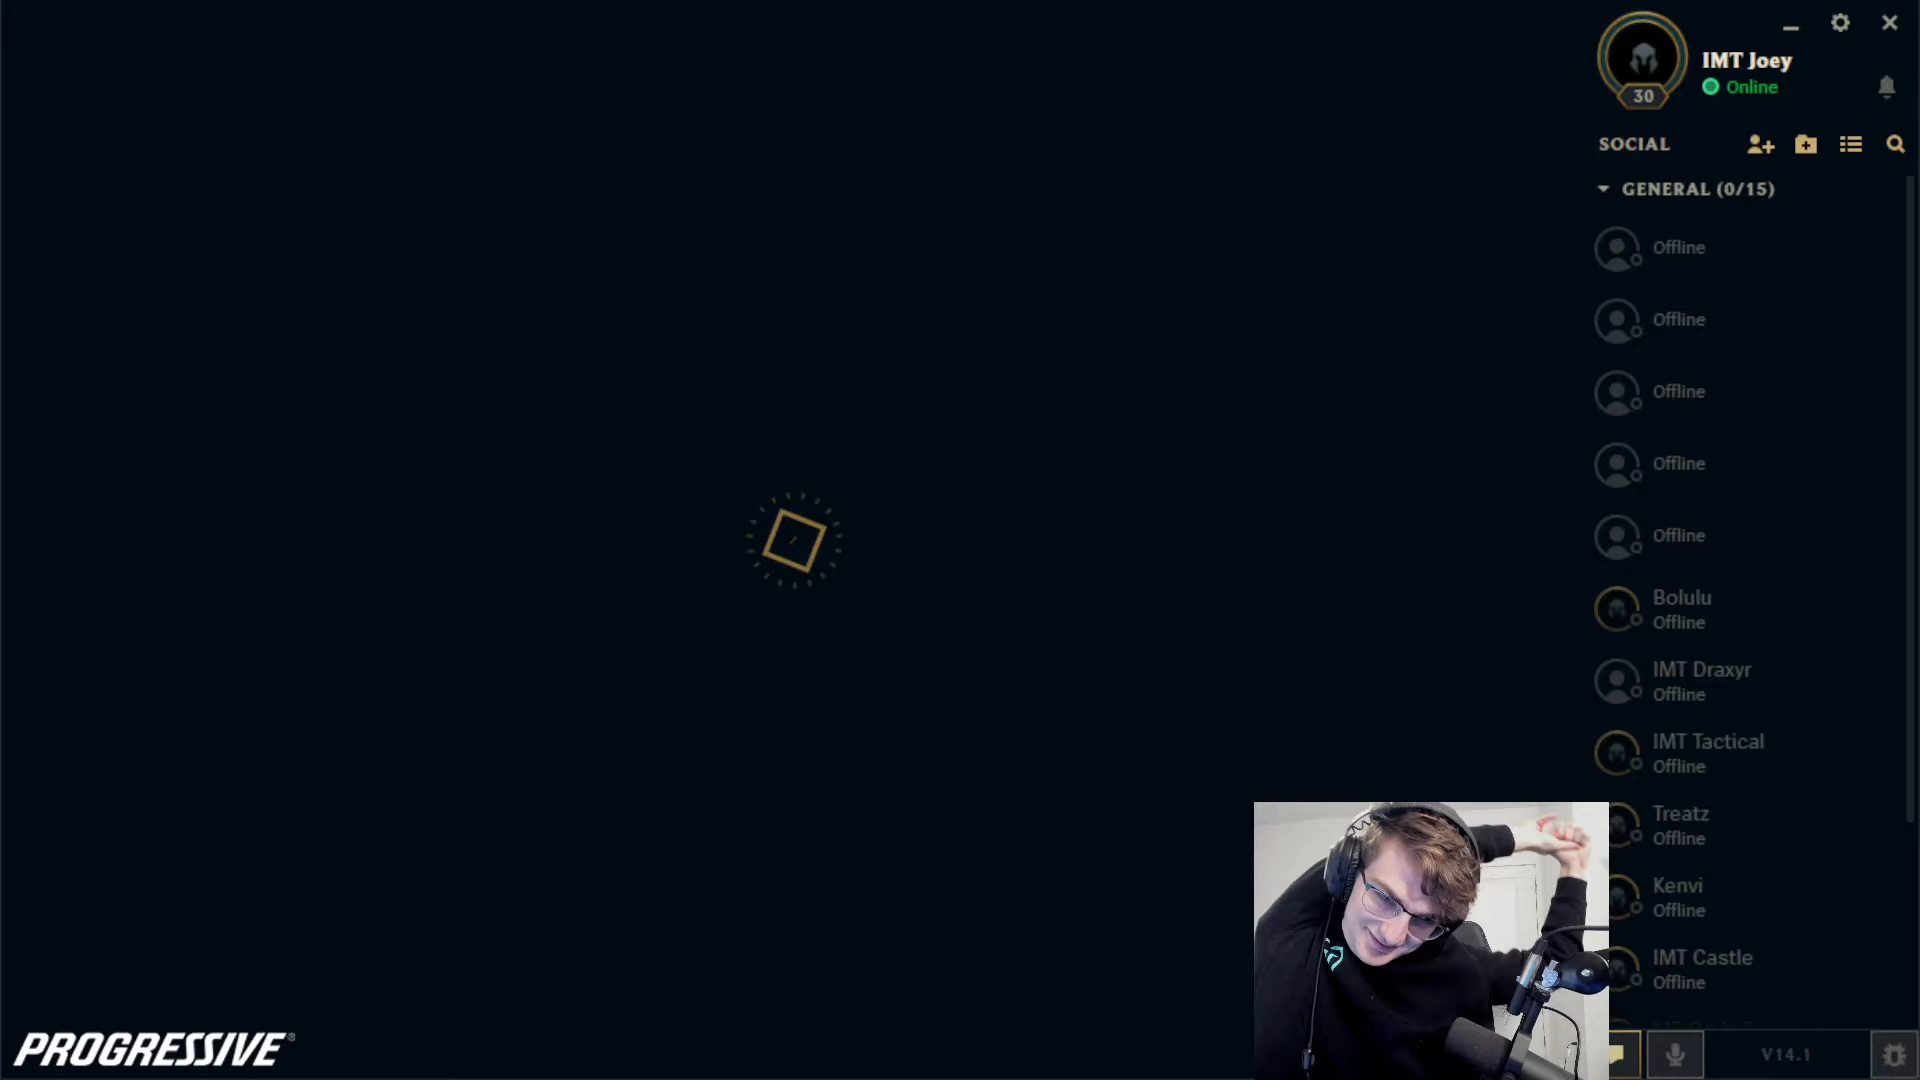 IMT Joey
Online
30
SOCIAL
GENERAL (0/15)
Offline
Offline
Offline
Offline
Offline
Bolulu
Offline
IMT Draxyr
Offline
IMT Tactical
Offline
Treatz
Offline
Kenvi
Offline
IMT Castle
Offline
PROGRESSIVE®
V14.1